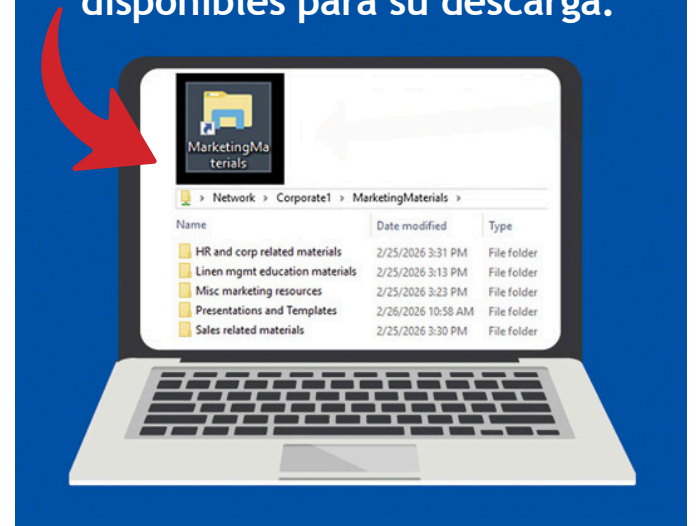 disponibles para su descarga.
MarketingMa
terials
> Network > Corporate1 > MarketingMaterials >
Name Date modified Type
HR and corp related materials 2/25/2026 3:31 PM File folder
Linen mgmt education materials 2/25/2026 3:13 PM File folder
Misc marketing resources 2/25/2026 3:23 PM File folder
Presentations and Templates 2/26/2026 10:58 AM File folder
Sales related materials 2/25/2026 3:30 PM File folder